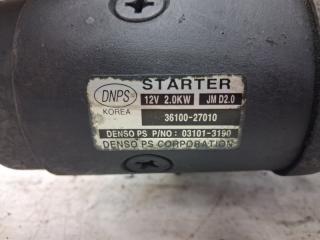 STARTER
DNPS
KOREA
12V 2.0KW JM D2.0
36100-27010
DENSO PS P/NO: 03101-3190
DENSO PS CORPORATION